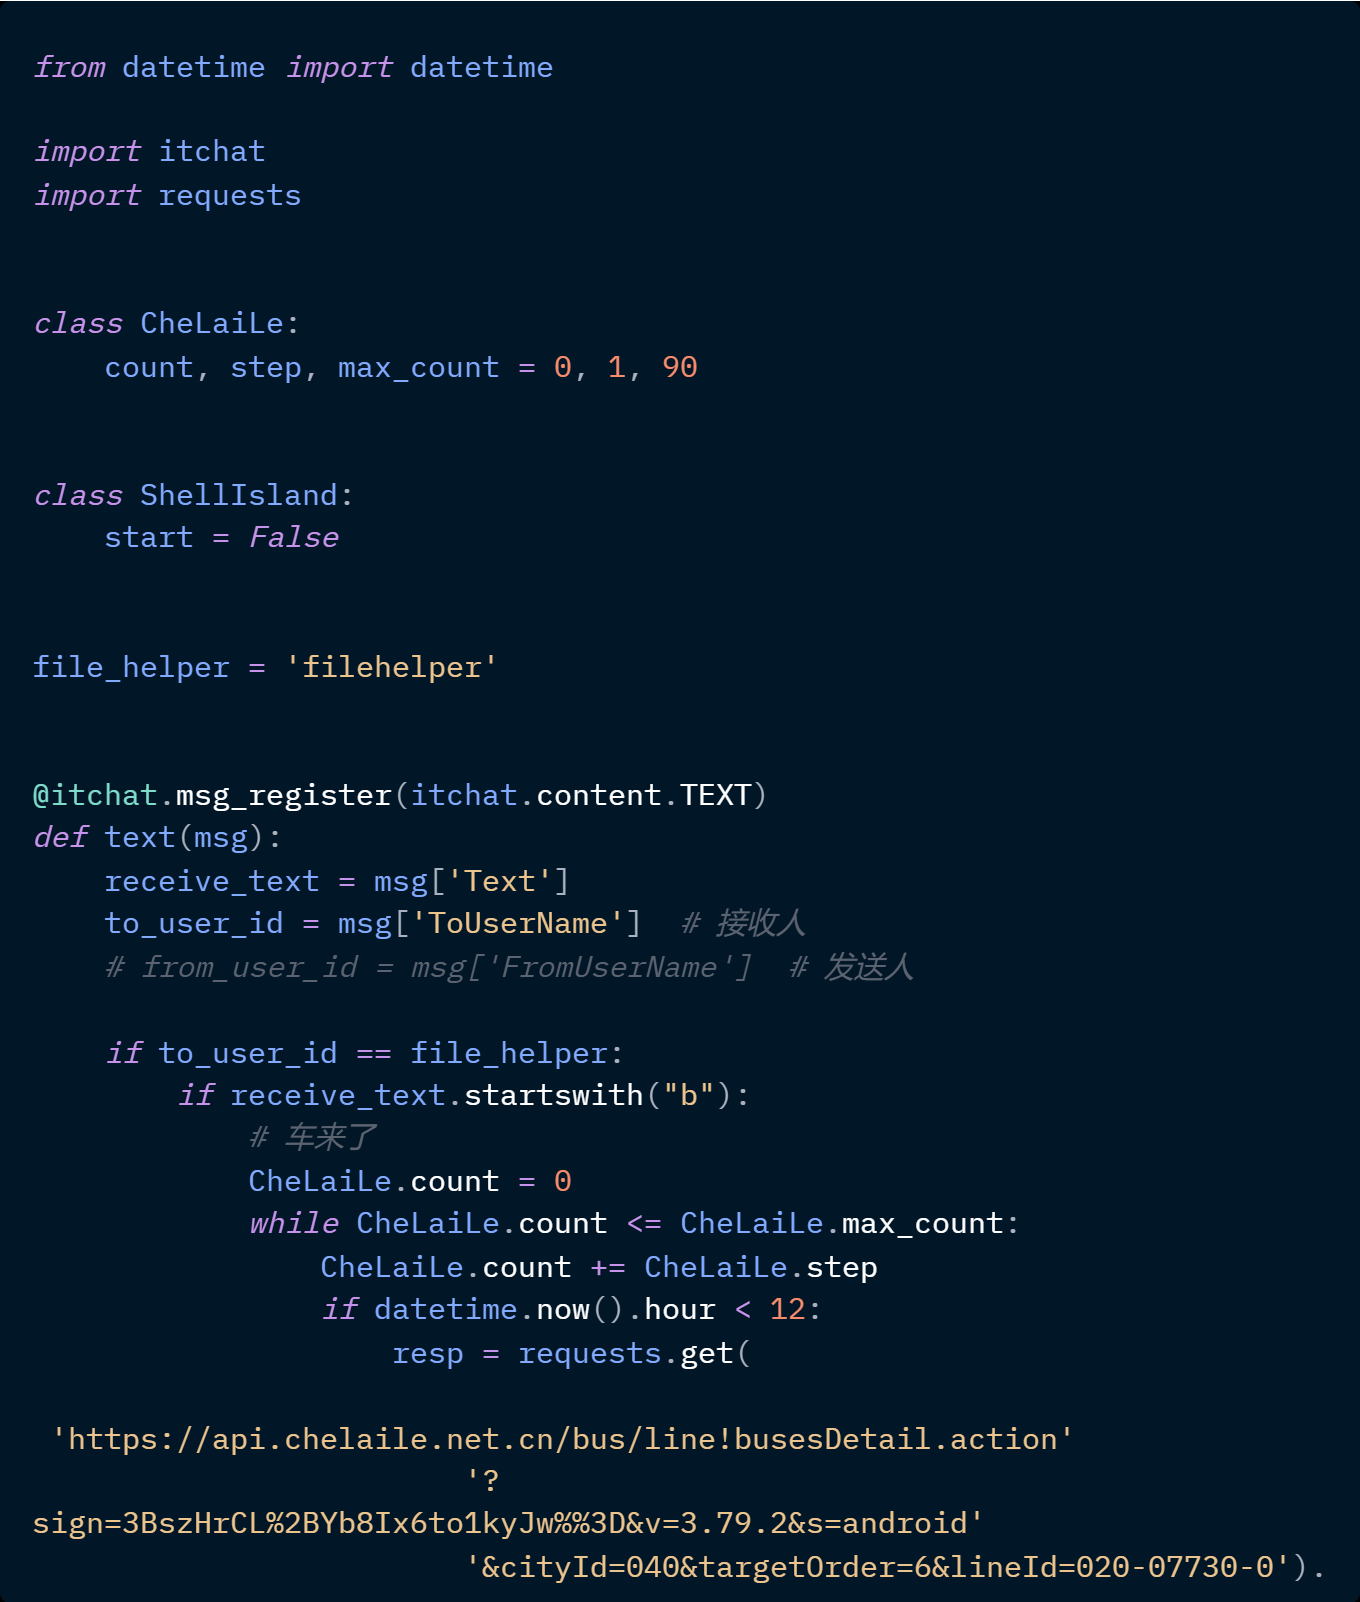 from datetime import datetime
import itchat
import requests
class CheLaiLe:
    count, step, max_count = 0, 1, 90
class ShellIsland:
    start = False
file_helper = 'filehelper'
@itchat.msg_register(itchat.content.TEXT)
def text(msg):
    receive_text = msg['Text']
    to_user_id = msg['ToUserName']  # 接收人
    # from_user_id = msg['FromUserName']  # 发送人
    if to_user_id == file_helper:
        if receive_text.startswith("b"):
            # 车来了
            CheLaiLe.count = 0
            while CheLaiLe.count <= CheLaiLe.max_count:
                CheLaiLe.count += CheLaiLe.step
                if datetime.now().hour < 12:
                    resp = requests.get(
 'https://api.chelaile.net.cn/bus/line!busesDetail.action'
                        '?
sign=3BszHrCL%2BYb8Ix6to1kyJw%%3D&v=3.79.2&s=android'
                        '&cityId=040&targetOrder=6&lineId=020-07730-0').